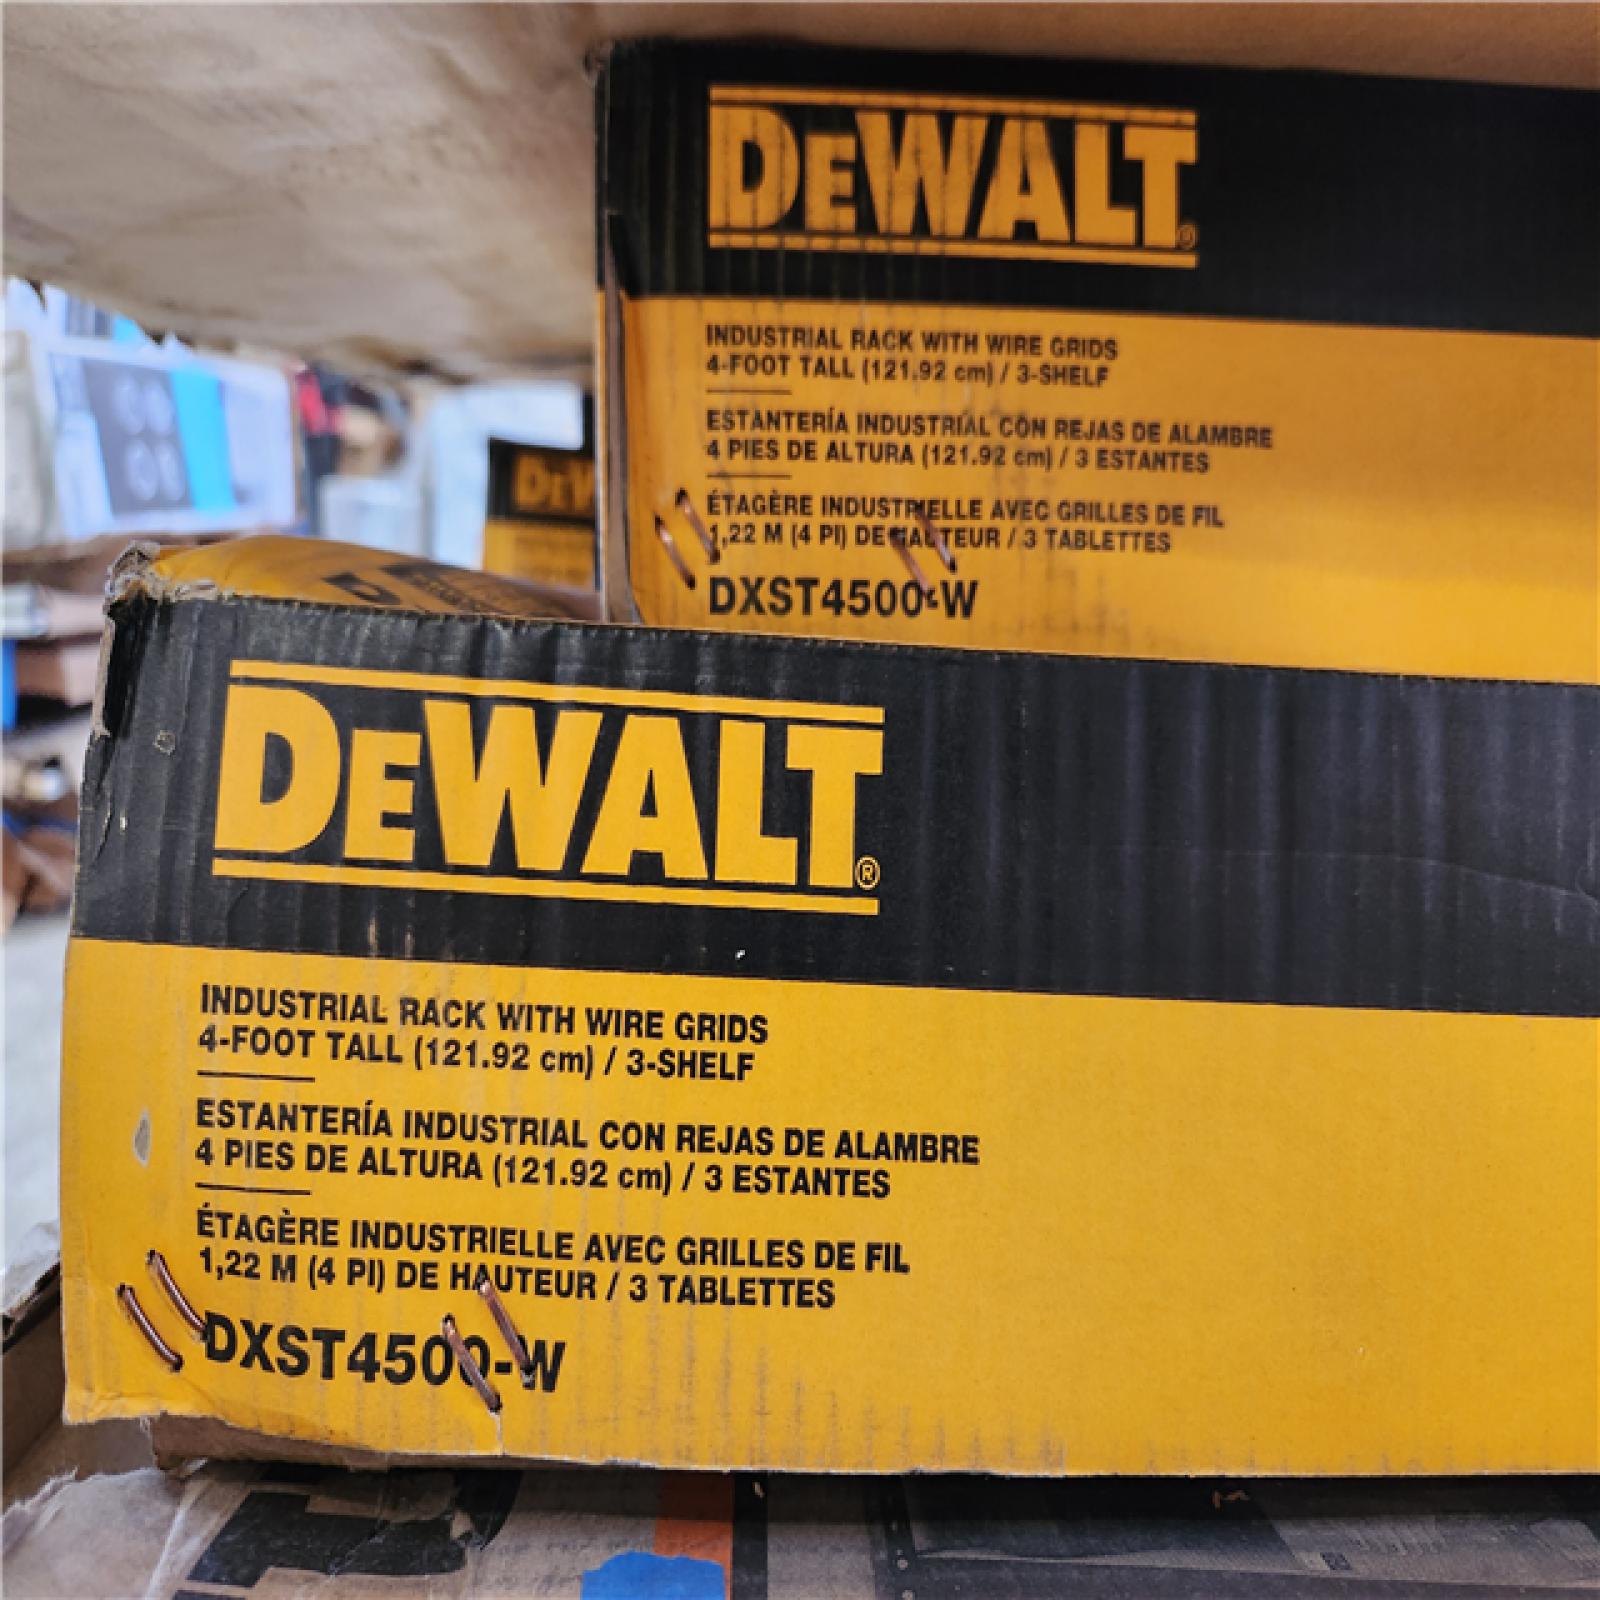 DEWALT®
INDUSTRIAL RACK WITH WIRE GRIDS
4-FOOT TALL (121.92 cm) / 3-SHELF
ESTANTERÍA INDUSTRIAL CON REJAS DE ALAMBRE
4 PIES DE ALTURA (121.92 cm) / 3 ESTANTES
ÉTAGÈRE INDUSTRIELLE AVEC GRILLES DE FIL
1,22 M (4 PI) DE HAUTEUR / 3 TABLETTES
DXST4500-W
DEW
DEWALT®
INDUSTRIAL RACK WITH WIRE GRIDS
4-FOOT TALL (121.92 cm) / 3-SHELF
ESTANTERÍA INDUSTRIAL CON REJAS DE ALAMBRE
4 PIES DE ALTURA (121.92 cm) / 3 ESTANTES
ÉTAGÈRE INDUSTRIELLE AVEC GRILLES DE FIL
1,22 M (4 PI) DE HAUTEUR / 3 TABLETTES
DXST4500-W